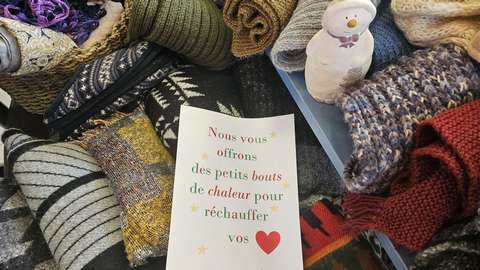 Nous vous
offrons
des petits bouts
de chaleur pour
réchauffer
vos